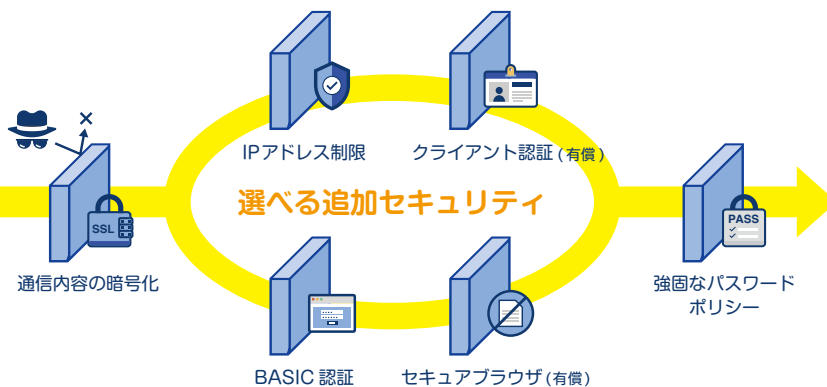 IPアドレス制限
クライアント認証(有償)
選べる追加セキュリティ
SSL
通信内容の暗号化
PASS
強固なパスワード
ポリシー
BASIC 認証
セキュアブラウザ(有償)